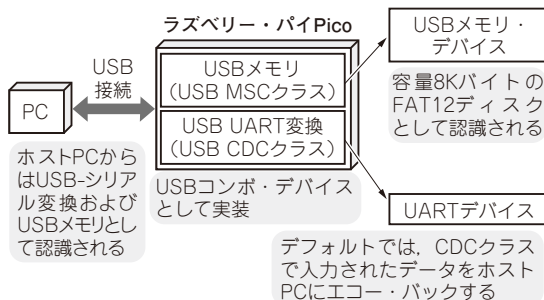 ラズベリー・パイPico
USBメモリ・
デバイス
USB
接続
USBメモリ
(USB MSCクラス)
PC
容量8Kバイトの
FAT12ディスク
として認識される
USB UART変換
(USB CDCクラス)
ホストPCから
はUSB-シリア
ル変換および
USBメモリとし
て認識される
USBコンボ・デバイス
として実装
UARTデバイス
デフォルトでは，CDCクラス
で入力されたデータをホスト
PCにエコー・バックする